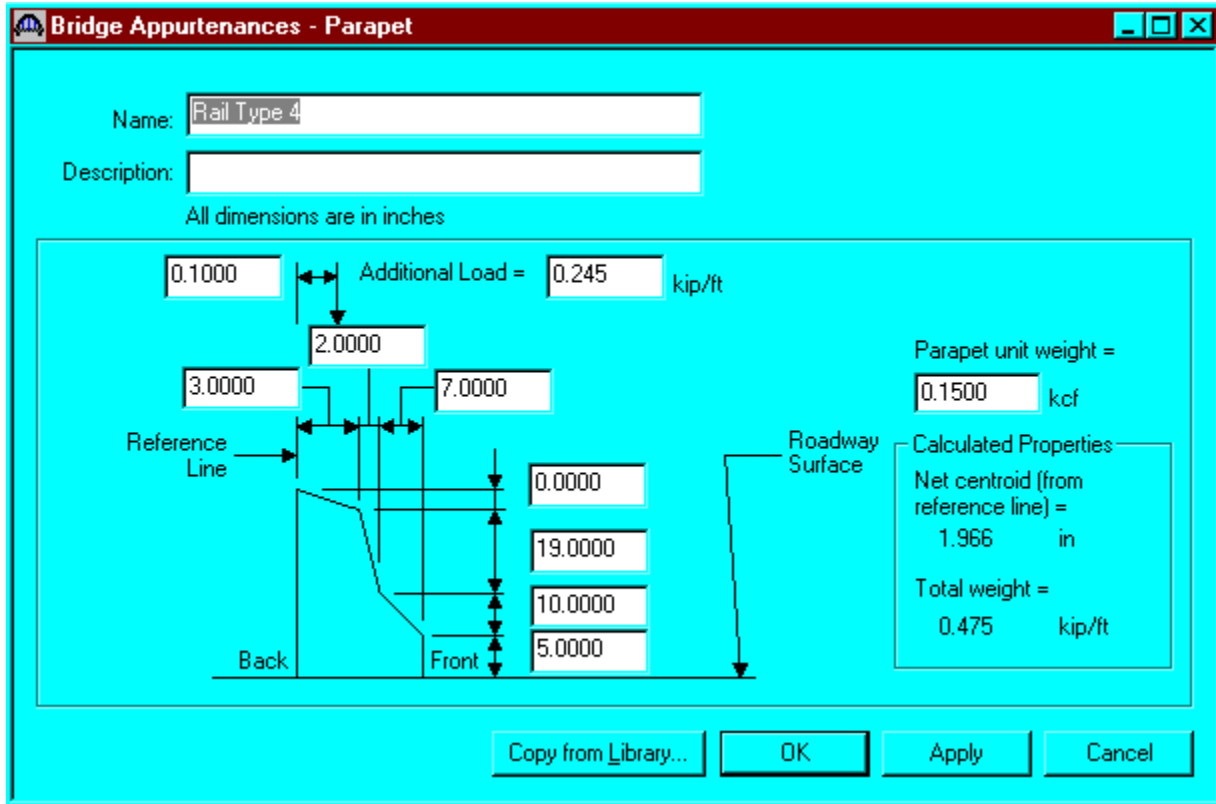 Bridge Appurtenances - Parapet
Name: Rail Type 4
Description:
All dimensions are in inches
0.1000
Additional Load = 0.245 kip/ft
2.0000
3.0000
7.0000
Parapet unit weight =
0.1500 kcf
Reference
Line
Roadway
Surface
0.0000
19.0000
10.0000
5.0000
Back
Front
Calculated Properties
Net centroid (from
reference line) =
1.966 in
Total weight =
0.475 kip/ft
Copy from Library...
OK
Apply
Cancel